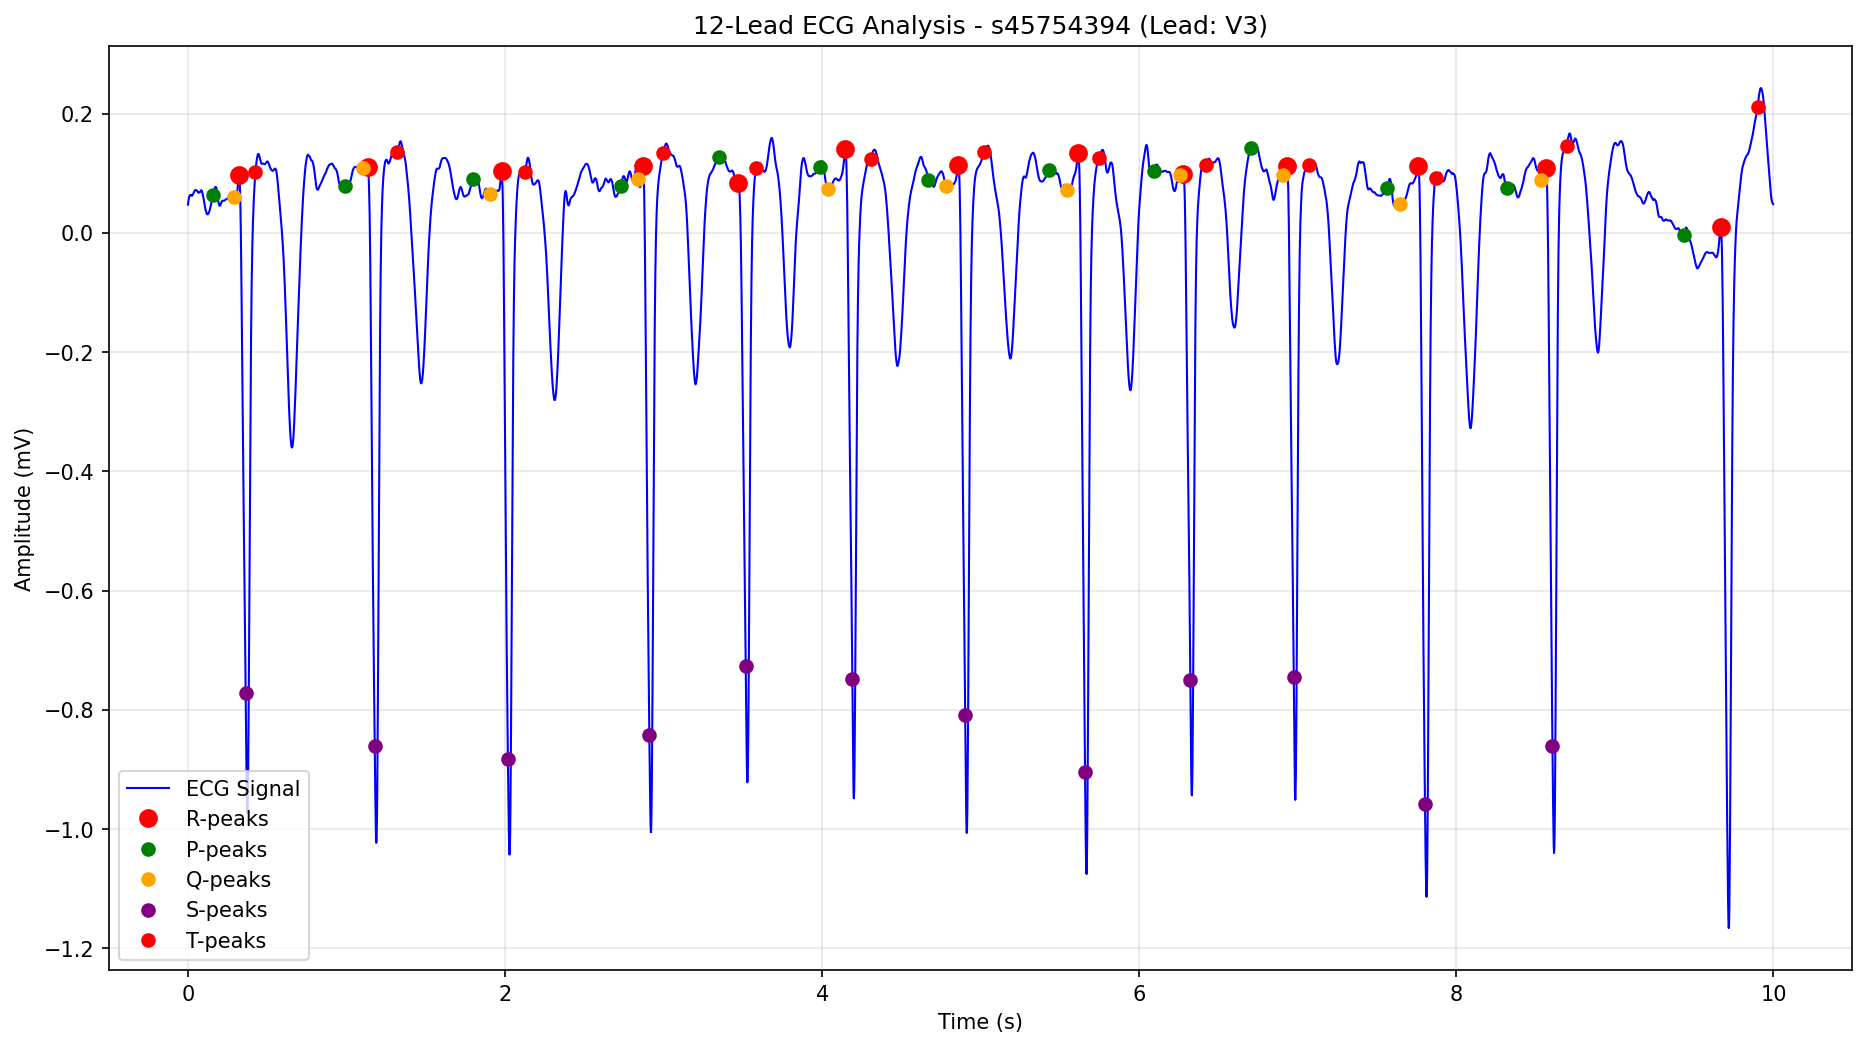 12-Lead ECG Analysis - s45754394 (Lead: V3)
Amplitude (mV)
0.2
0.0
−0.2
−0.4
−0.6
−0.8
−1.0
−1.2
ECG Signal
R-peaks
P-peaks
Q-peaks
S-peaks
T-peaks
0 2 4 6 8 10
Time (s)